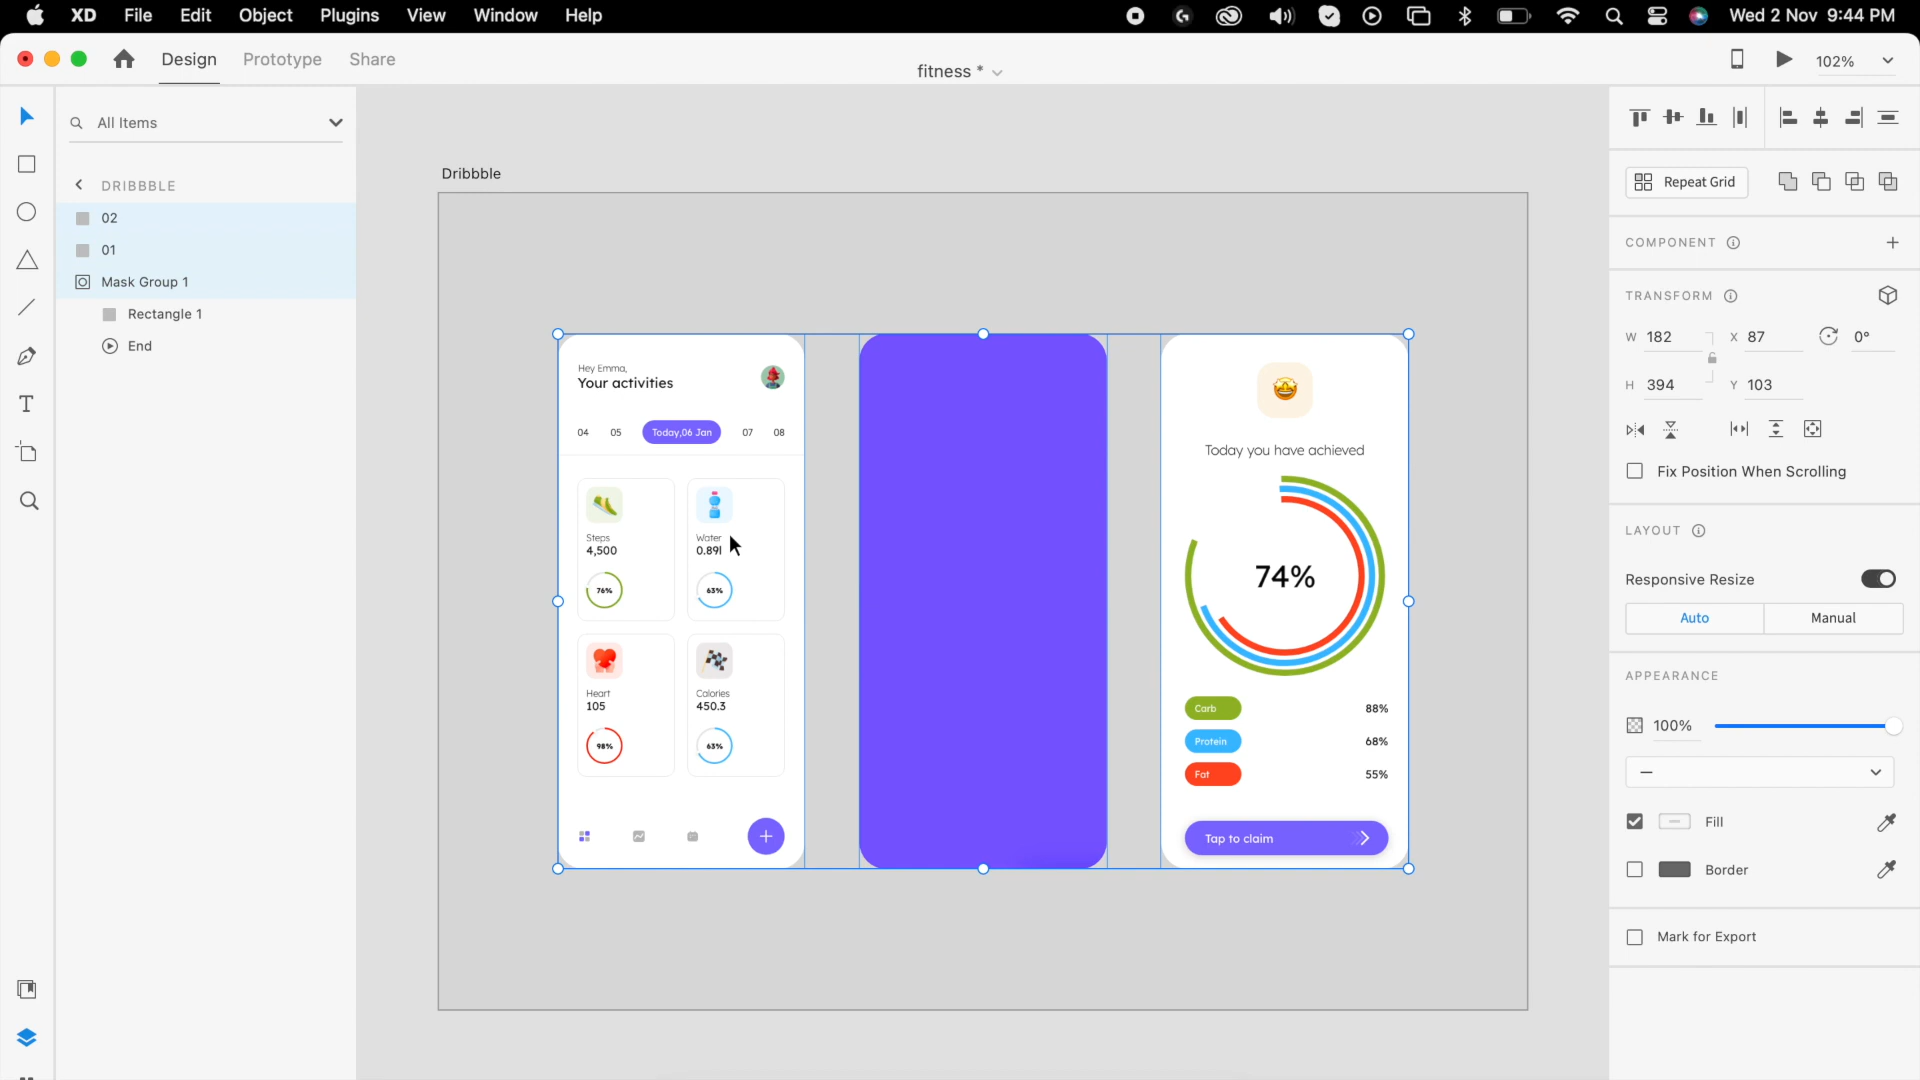 XD File Edit Object Plugins View Window Help Wed 2 Nov 9:44 PM
Design Prototype Share
fitness *
102%
All Items
DRIBBBLE
02
01
Mask Group 1
Rectangle 1
End
Dribbble
Hey Emma,
Your activities
04 05 Today,06 Jan 07 08
Steps
4,500
76%
Water
0.89l
63%
Heart
105
98%
Calories
450.3
63%
Today you have achieved
74%
Carb 88%
Protein 68%
Fat 55%
Tap to claim
Repeat Grid
COMPONENT
TRANSFORM
W 182 X 87 0°
H 394 Y 103
Fix Position When Scrolling
LAYOUT
Responsive Resize
Auto Manual
APPEARANCE
100%
Fill
Border
Mark for Export